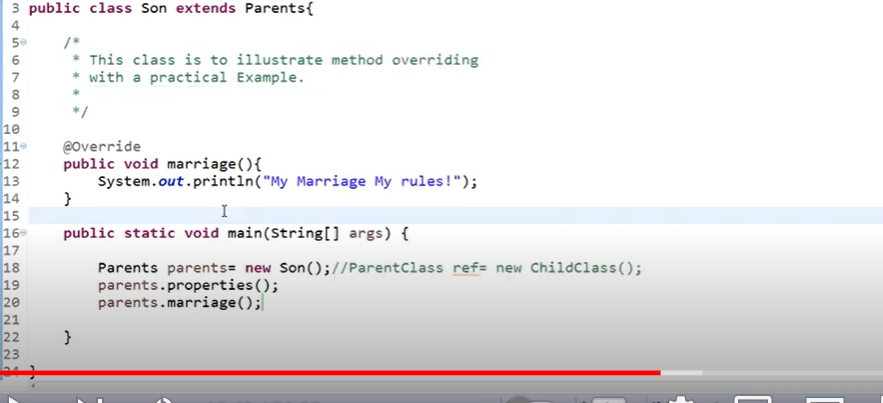 3 public class Son extends Parents{
4
5 /*
6 * This class is to illustrate method overriding
7 * with a practical Example.
8 *
9 */
10
11 @Override
12 public void marriage(){
13 System.out.println("My Marriage My rules!");
14 }
15
16 public static void main(String[] args) {
17
18 Parents parents= new Son();//ParentClass ref= new ChildClass();
19 parents.properties();
20 parents.marriage();
21
22 }
23
24 }